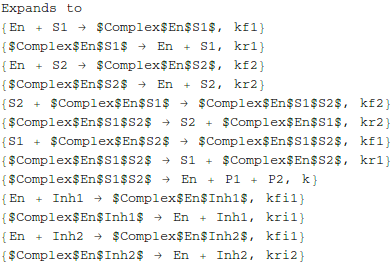 Expands to
{En + S1 → $Complex$En$S1$, kf1}
{$Complex$En$S1$ → En + S1, kr1}
{En + S2 → $Complex$En$S2$, kf2}
{$Complex$En$S2$ → En + S2, kr2}
{S2 + $Complex$En$S1$ → $Complex$En$S1$S2$, kf2}
{$Complex$En$S1$S2$ → S2 + $Complex$En$S1$, kr2}
{S1 + $Complex$En$S2$ → $Complex$En$S1$S2$, kf1}
{$Complex$En$S1$S2$ → S1 + $Complex$En$S2$, kr1}
{$Complex$En$S1$S2$ → En + P1 + P2, k}
{En + Inh1 → $Complex$En$Inh1$, kfi1}
{$Complex$En$Inh1$ → En + Inh1, kri1}
{En + Inh2 → $Complex$En$Inh2$, kfi1}
{$Complex$En$Inh2$ → En + Inh2, kri2}